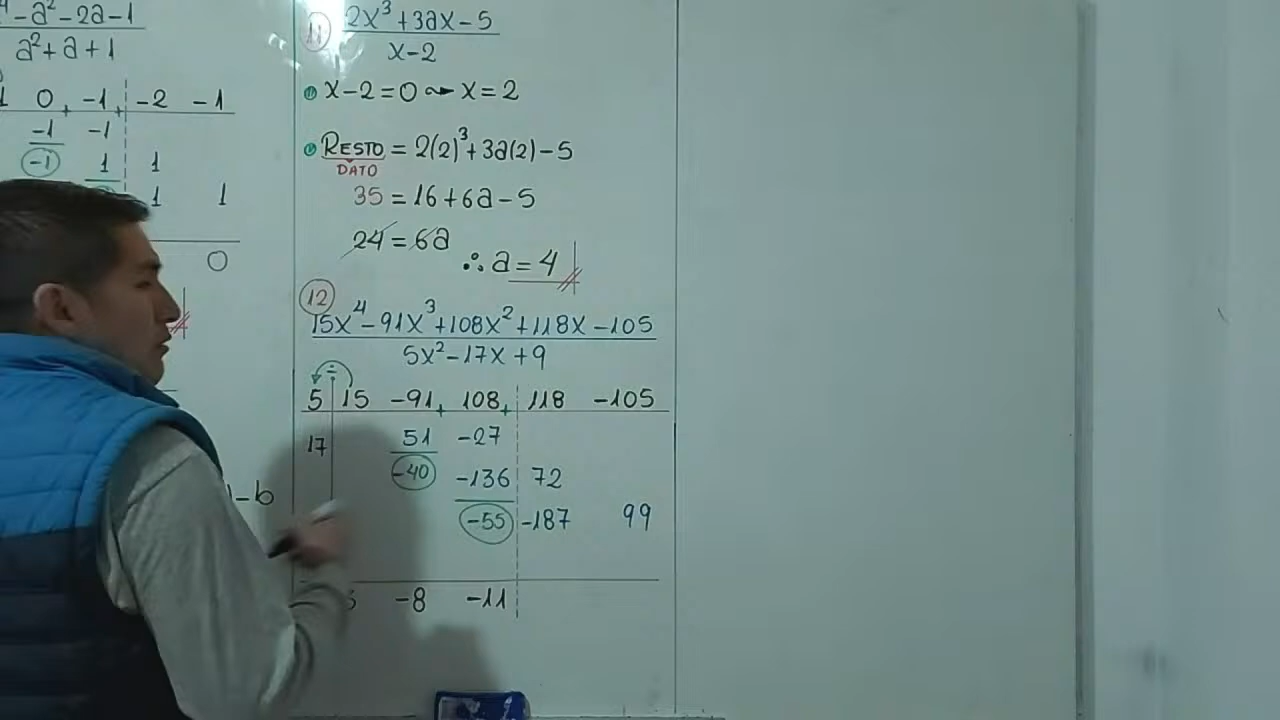 -a²-2a-1
a²+a+1
1 0 -1 -2 -1
-1 -1
-1 1 1
1 1
0
-b
11 2x³+3ax-5
x-2
x-2=0 → x=2
RESTO = 2(2)³+3a(2)-5
DATO
35 = 16+6a-5
24 = 6a
∴ a=4
12
15x⁴-91x³+108x²+118x-105
5x²-17x+9
÷
5 15 -91 + 108 + 118 -105
17 51 -27
-40 -136 72
-55 -187 99
-8 -11